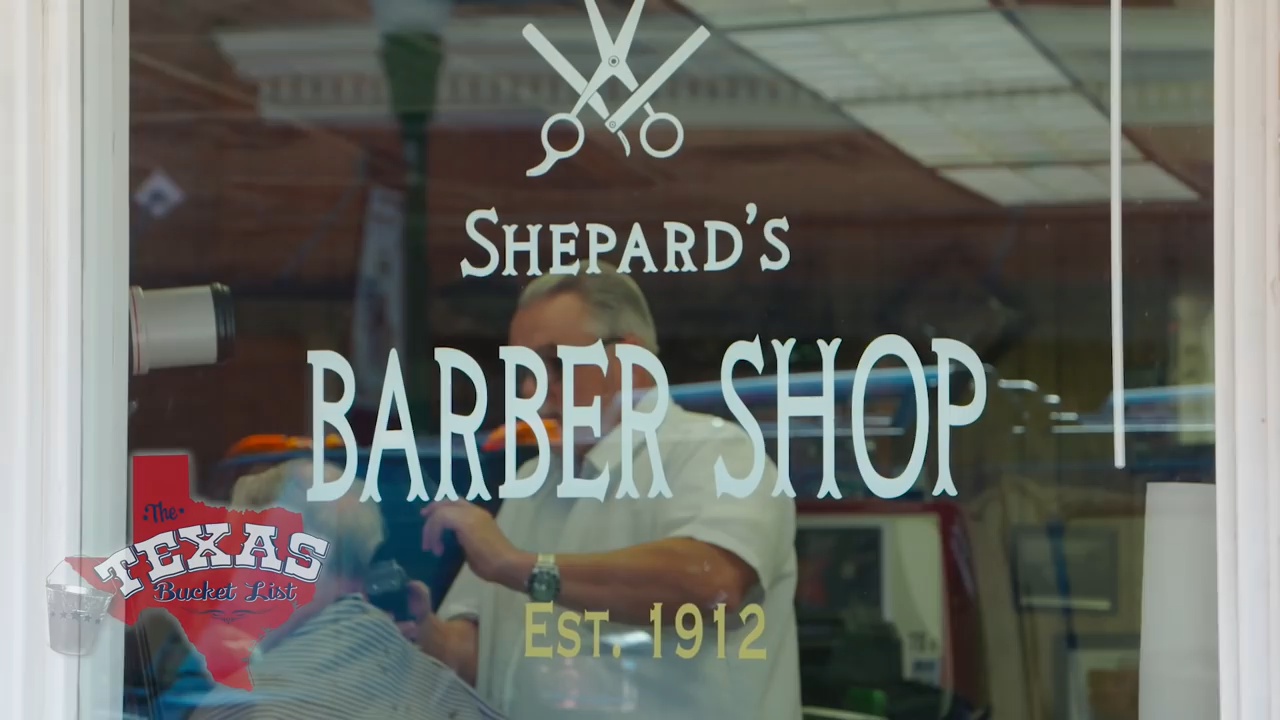 Shepard's
BARBER SHOP
Est. 1912
The
TEXAS
Bucket List